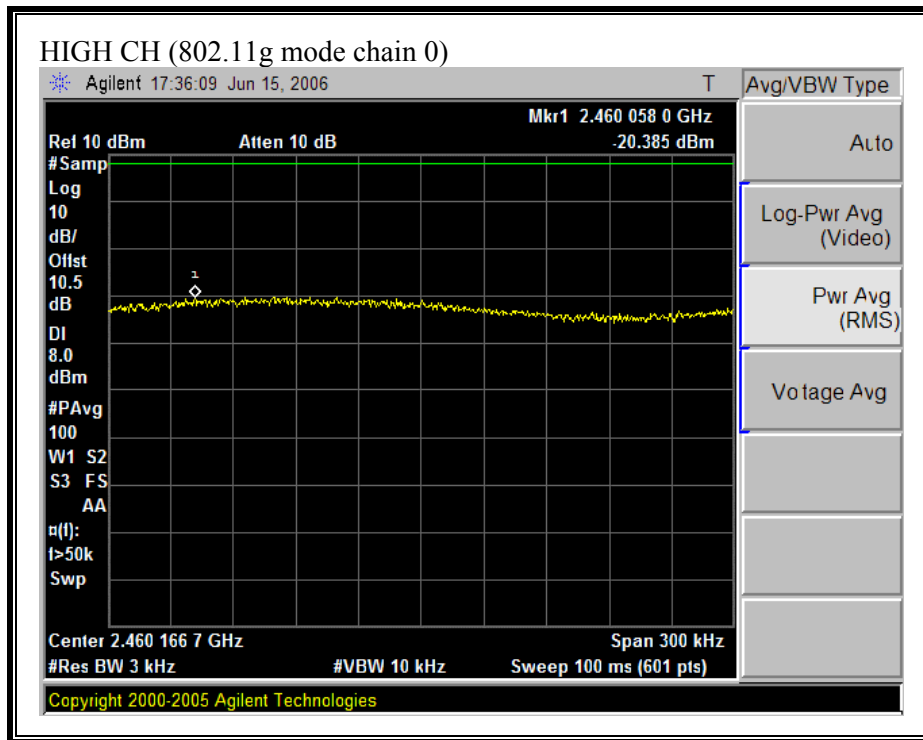 HIGH CH (802.11g mode chain 0)
Agilent 17:36:09 Jun 15, 2006 T
Avg/VBW Type
Mkr1 2.460 058 0 GHz
Ref 10 dBm Atten 10 dB -20.385 dBm
#Samp
Log
10
dB/
Offst
10.5
dB
DI
8.0
dBm
#PAvg
100
W1 S2
S3 FS
AA
¤(f):
f>50k
Swp
1
Center 2.460 166 7 GHz Span 300 kHz
#Res BW 3 kHz #VBW 10 kHz Sweep 100 ms (601 pts)
Copyright 2000-2005 Agilent Technologies
Auto
Log-Pwr Avg
(Video)
Pwr Avg
(RMS)
Votage Avg